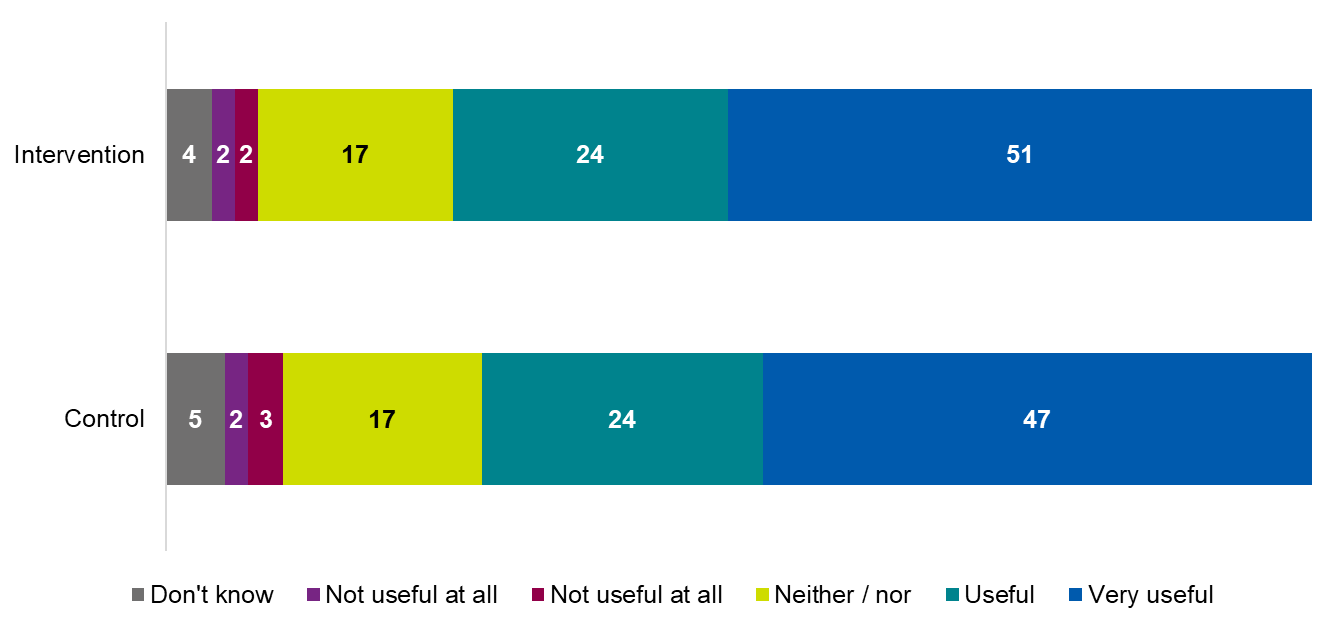 Intervention 4 2 2 17 24 51
Control 5 2 3 17 24 47
Don't know Not useful at all Not useful at all Neither / nor Useful Very useful